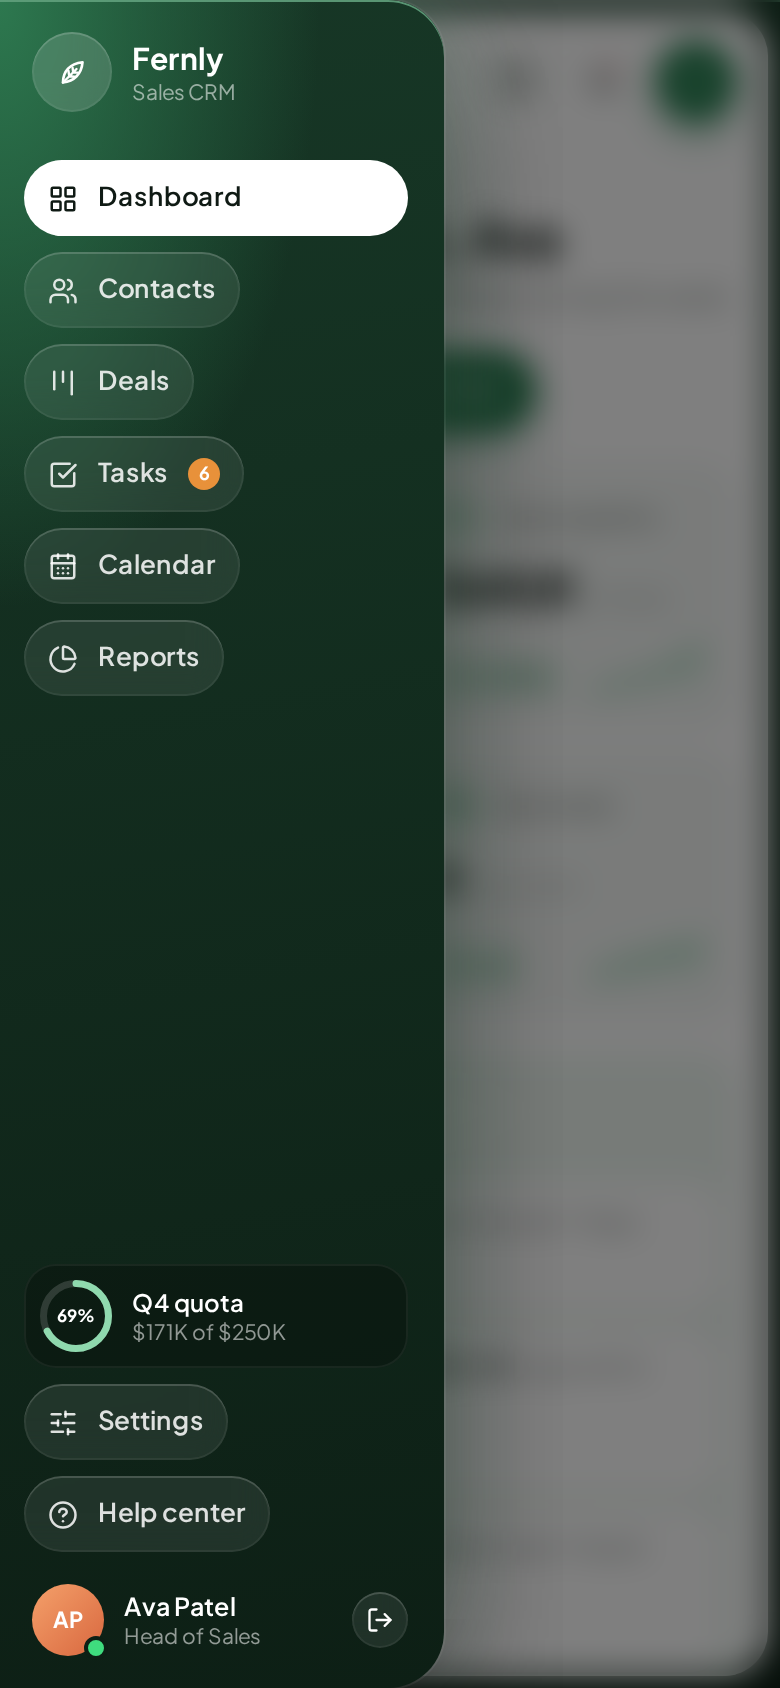 Fernly
Sales CRM
Dashboard
Contacts
Deals
Tasks 6
Calendar
Reports
69%
Q4 quota
$171K of $250K
Settings
Help center
AP
Ava Patel
Head of Sales